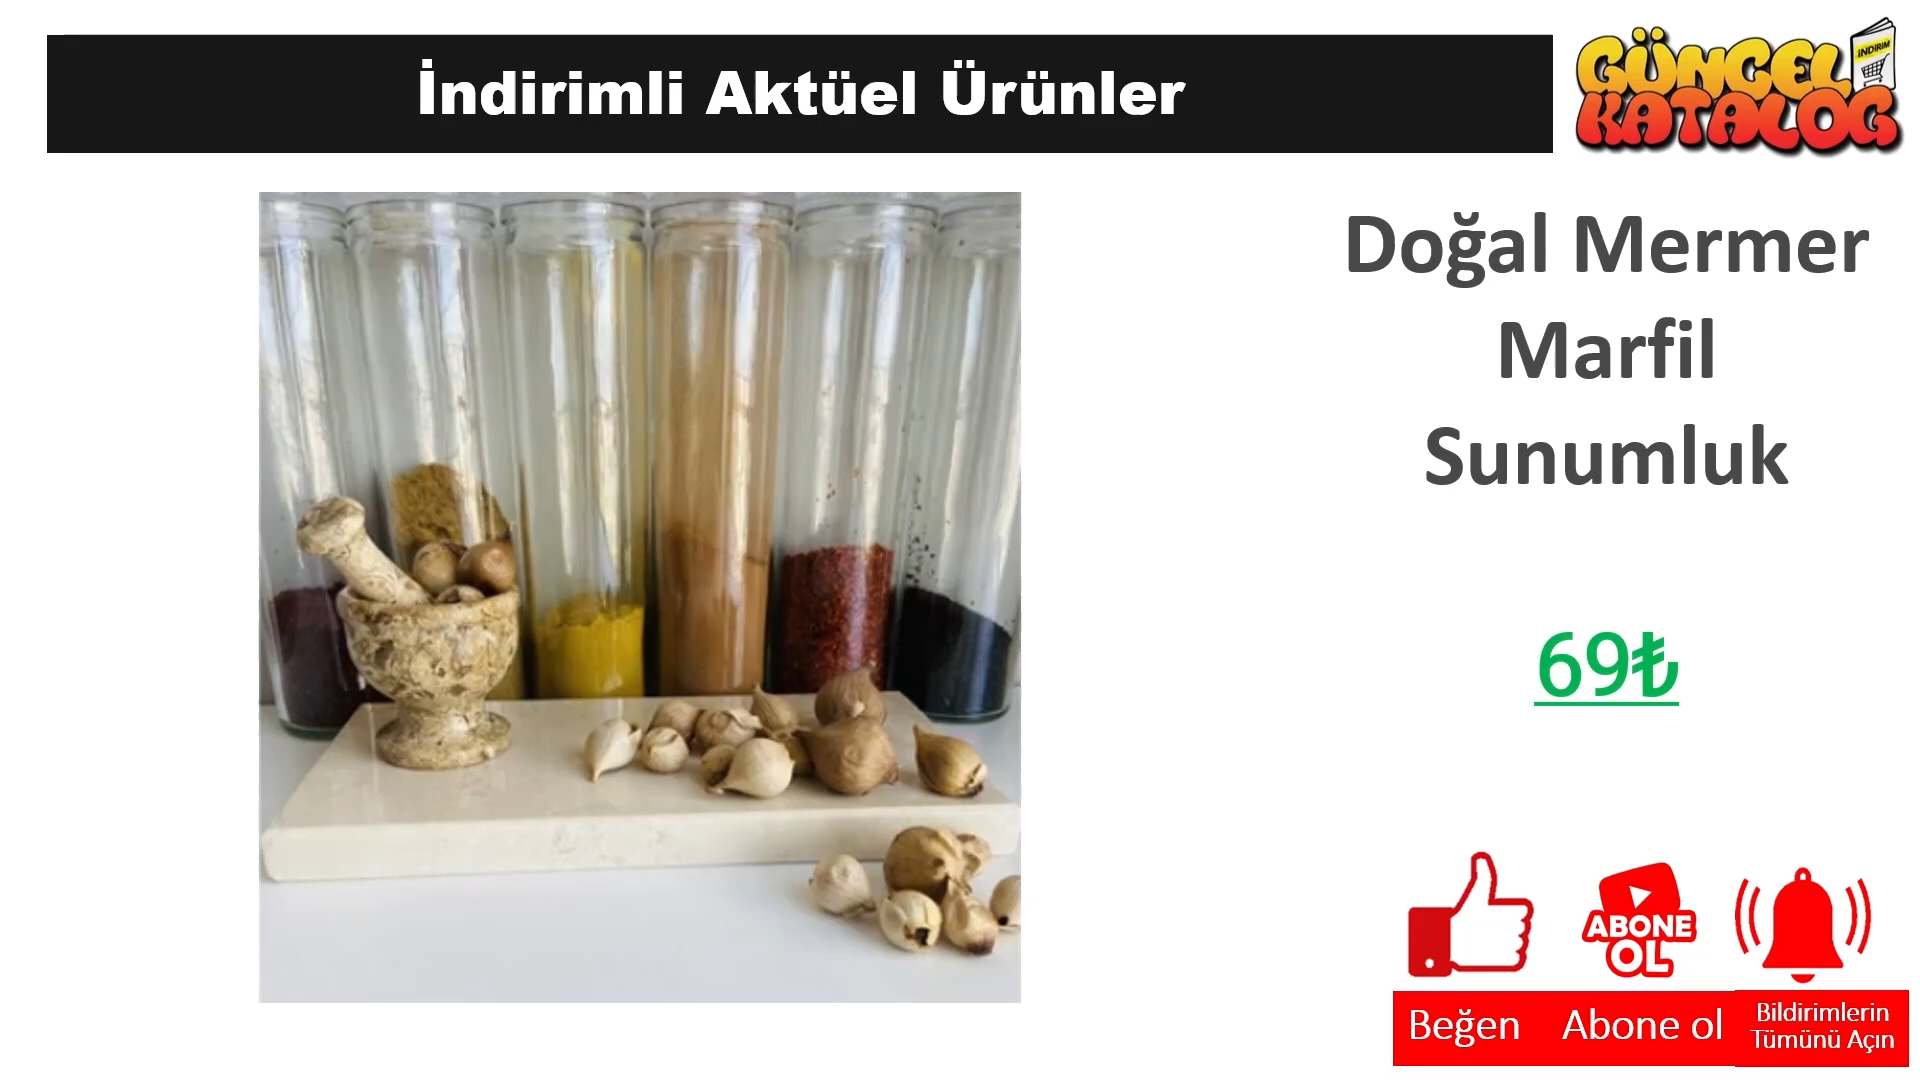 İndirimli Aktüel Ürünler
GÜNCEL
KATALOG
İNDİRİM
Doğal Mermer
Marfil
Sunumluk
69₺
ABONE
OL
Beğen
Abone ol
Bildirimlerin
Tümünü Açın